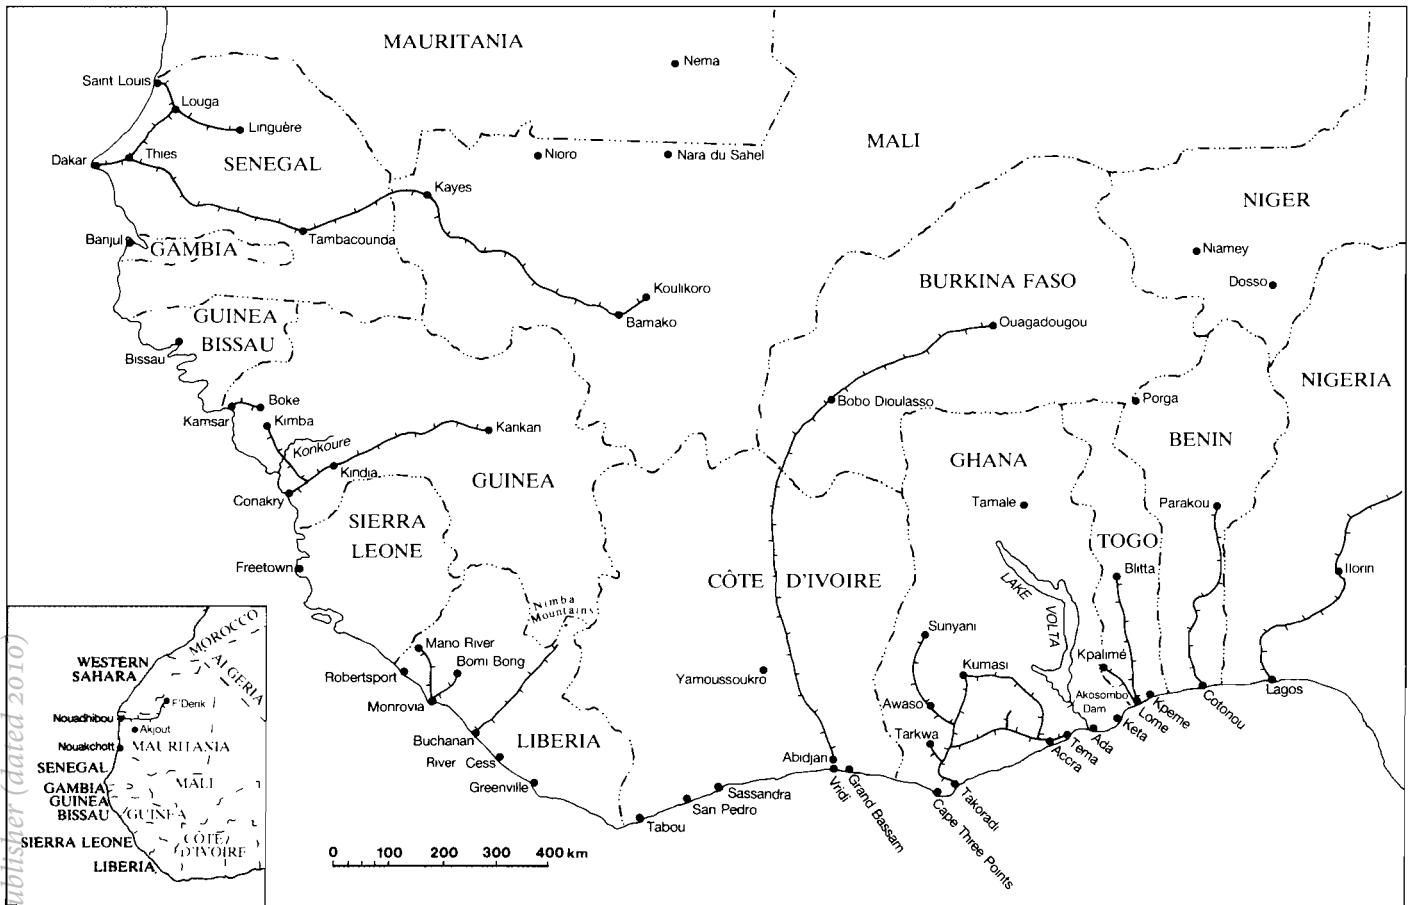 MAURITANIA
Nema
Saint Louis
Louga
Linguère
MALI
Dakar
Thies
SENEGAL
Nioro
Nara du Sahel
Kayes
NIGER
Banjul
GAMBIA
Tambacounda
Niamey
BURKINA FASO
Dosso
Koulikoro
GUINEA
BISSAU
Bamako
Ouagadougou
Bissau
NIGERIA
Boke
Kamsar
Kimba
Bobo Dioulasso
Porga
Konkoure
Kankan
BENIN
Kindia
GUINEA
GHANA
Conakry
Tamale
Parakou
SIERRA
LEONE
TOGO
Freetown
CÔTE D'IVOIRE
LAKE
VOLTA
Blitta
Ilorin
Nimba
Mountains
Sunyani
Mano River
Bomi Bong
Kumasi
Kpalimé
Robertsport
Yamoussoukro
Akosombo
Dam
Monrovia
Awaso
Lagos
Cotonou
Kpeme
Lome
Keta
Ada
Tema
Accra
Buchanan
LIBERIA
Tarkwa
River Cess
Abidjan
Greenville
Sassandra
San Pedro
Tabou
Vridi
Grand Bassam
Takoradi
Cape Three Points
0 100 200 300 400 km
MOROCCO
ALGERIA
WESTERN
SAHARA
F'Derik
Nouadhibou
Akjout
Nouakchott
MAURITANIA
SENEGAL
MALI
GAMBIA
GUINEA
BISSAU
GUINEA
SIERRA LEONE
CÔTE
D'IVOIRE
LIBERIA
ublisher (dated 2010)